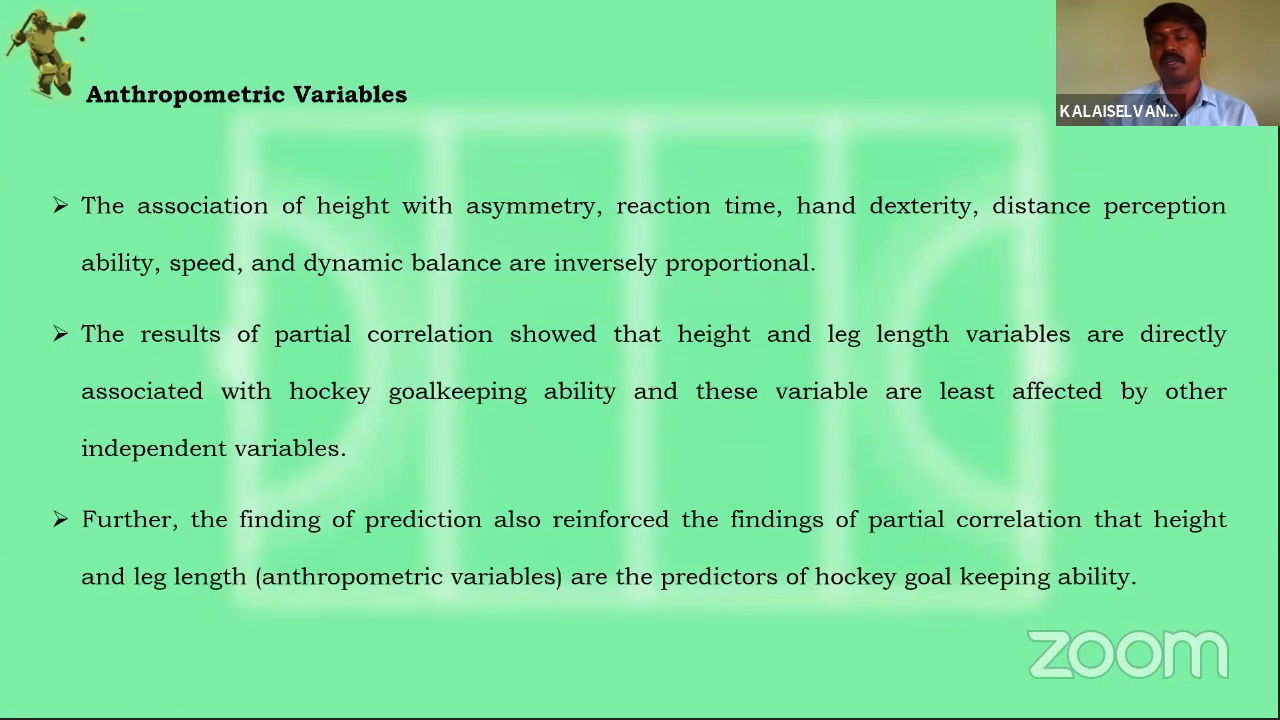 Anthropometric Variables
KALAISELVAN...
➢ The association of height with asymmetry, reaction time, hand dexterity, distance perception
ability, speed, and dynamic balance are inversely proportional.
➢ The results of partial correlation showed that height and leg length variables are directly
associated with hockey goalkeeping ability and these variable are least affected by other
independent variables.
➢ Further, the finding of prediction also reinforced the findings of partial correlation that height
and leg length (anthropometric variables) are the predictors of hockey goal keeping ability.
zoom